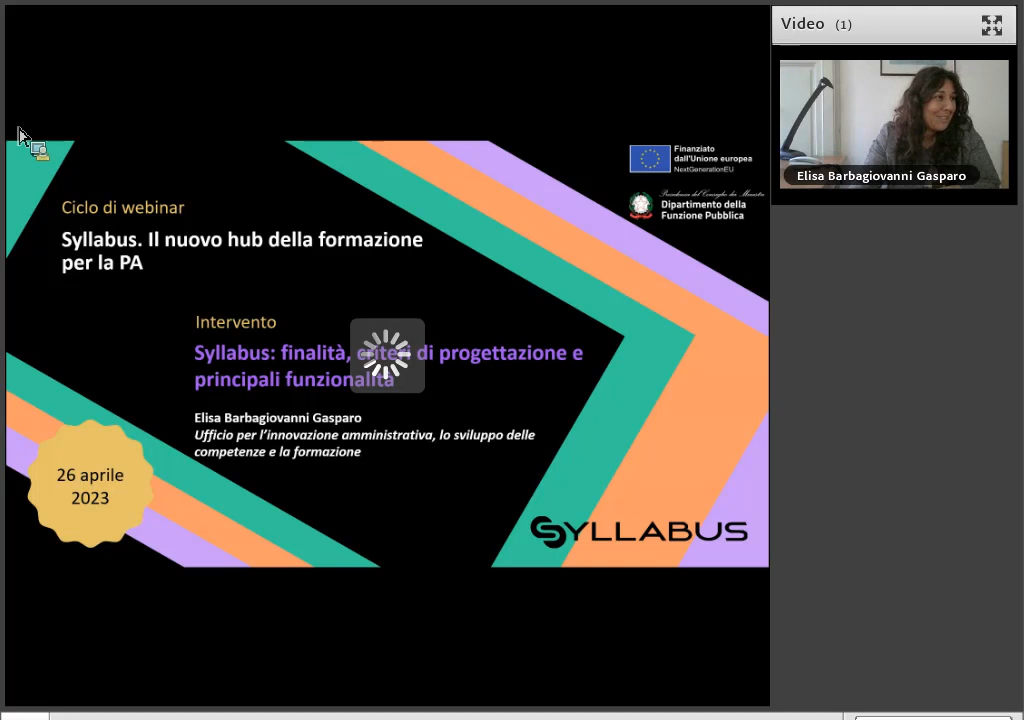 Video (1)
Elisa Barbagiovanni Gasparo
Finanziato
dall'Unione europea
NextGenerationEU
Presidenza del Consiglio dei Ministri
Dipartimento della
Funzione Pubblica
Ciclo di webinar
Syllabus. Il nuovo hub della formazione
per la PA
Intervento
Syllabus: finalità, criteri di progettazione e
principali funzionalità
Elisa Barbagiovanni Gasparo
Ufficio per l'innovazione amministrativa, lo sviluppo delle
competenze e la formazione
26 aprile
2023
SYLLABUS